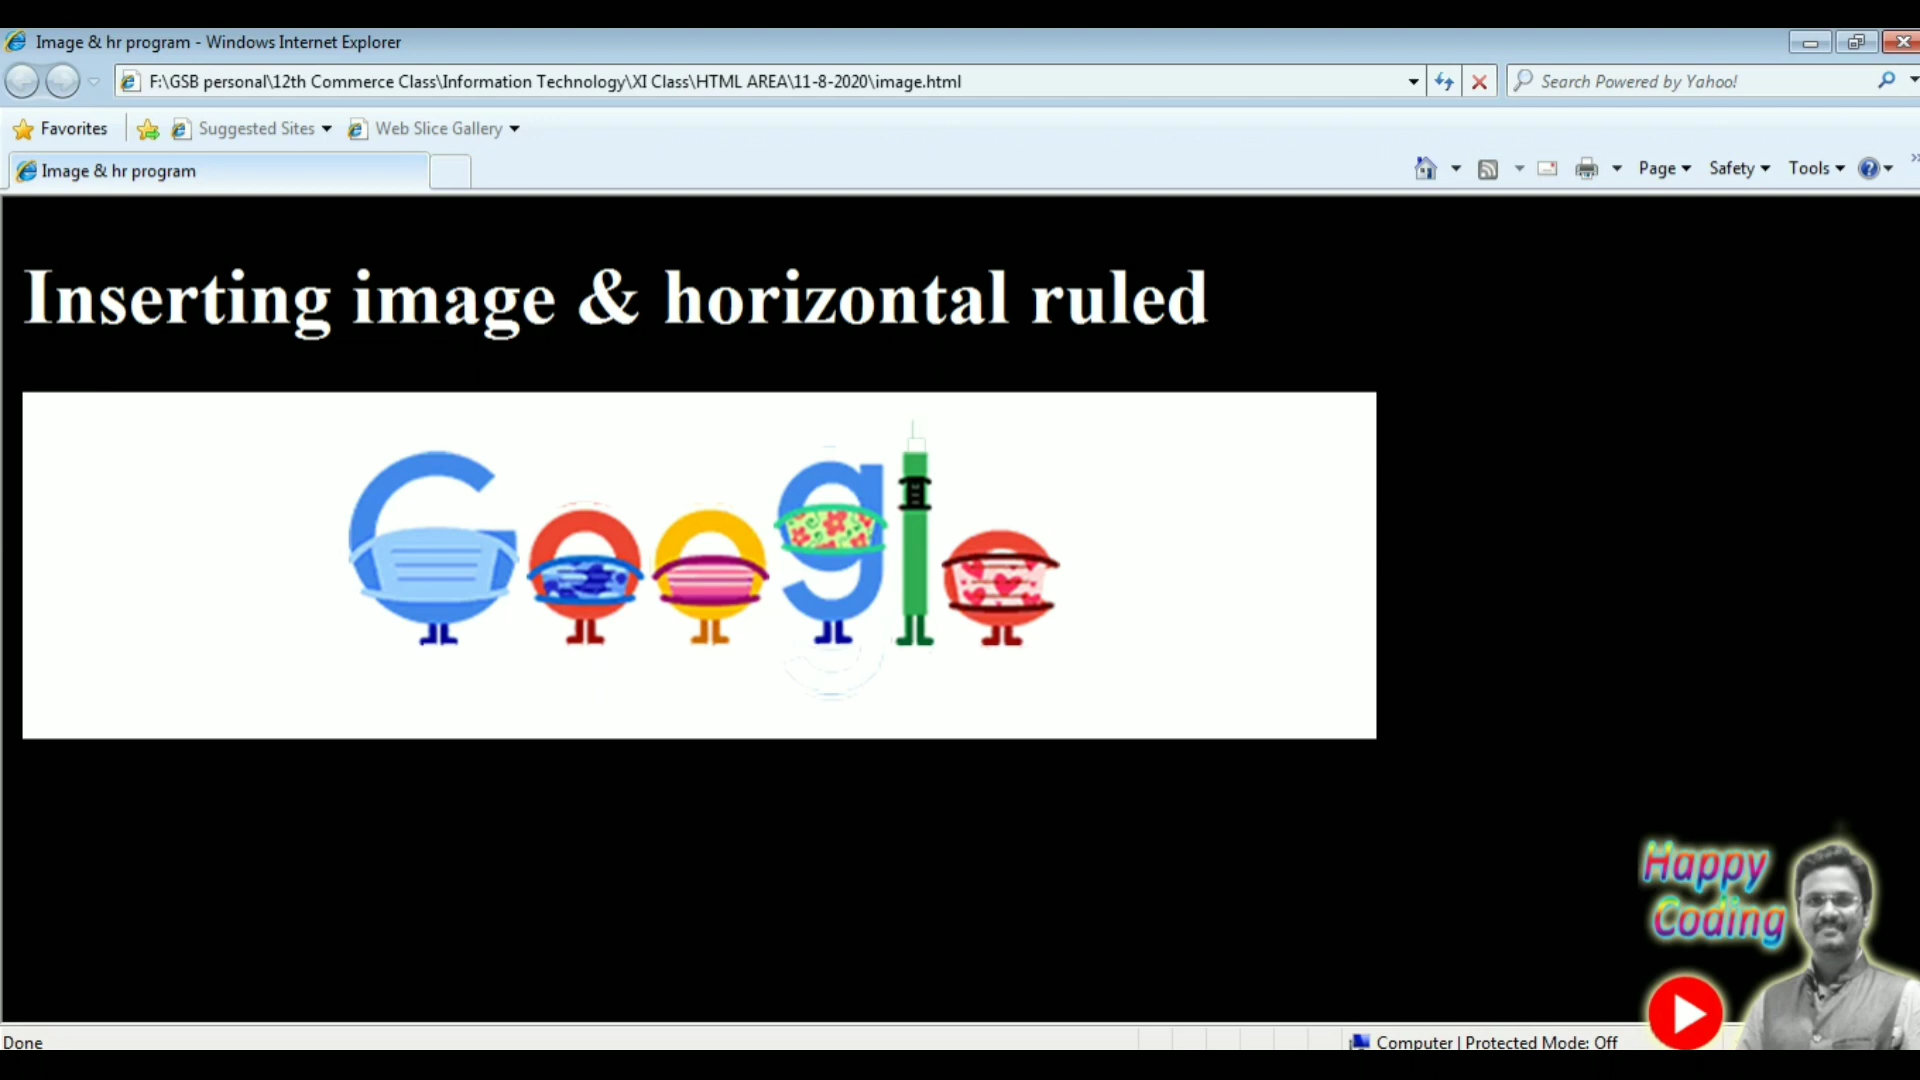 Image & hr program - Windows Internet Explorer
F:\GSB personal\12th Commerce Class\Information Technology\XI Class\HTML AREA\11-8-2020\image.html
Search Powered by Yahoo!
Favorites
Suggested Sites
Web Slice Gallery
Image & hr program
Page
Safety
Tools
Inserting image & horizontal ruled
Google
Happy
Coding
Done
Computer | Protected Mode: Off